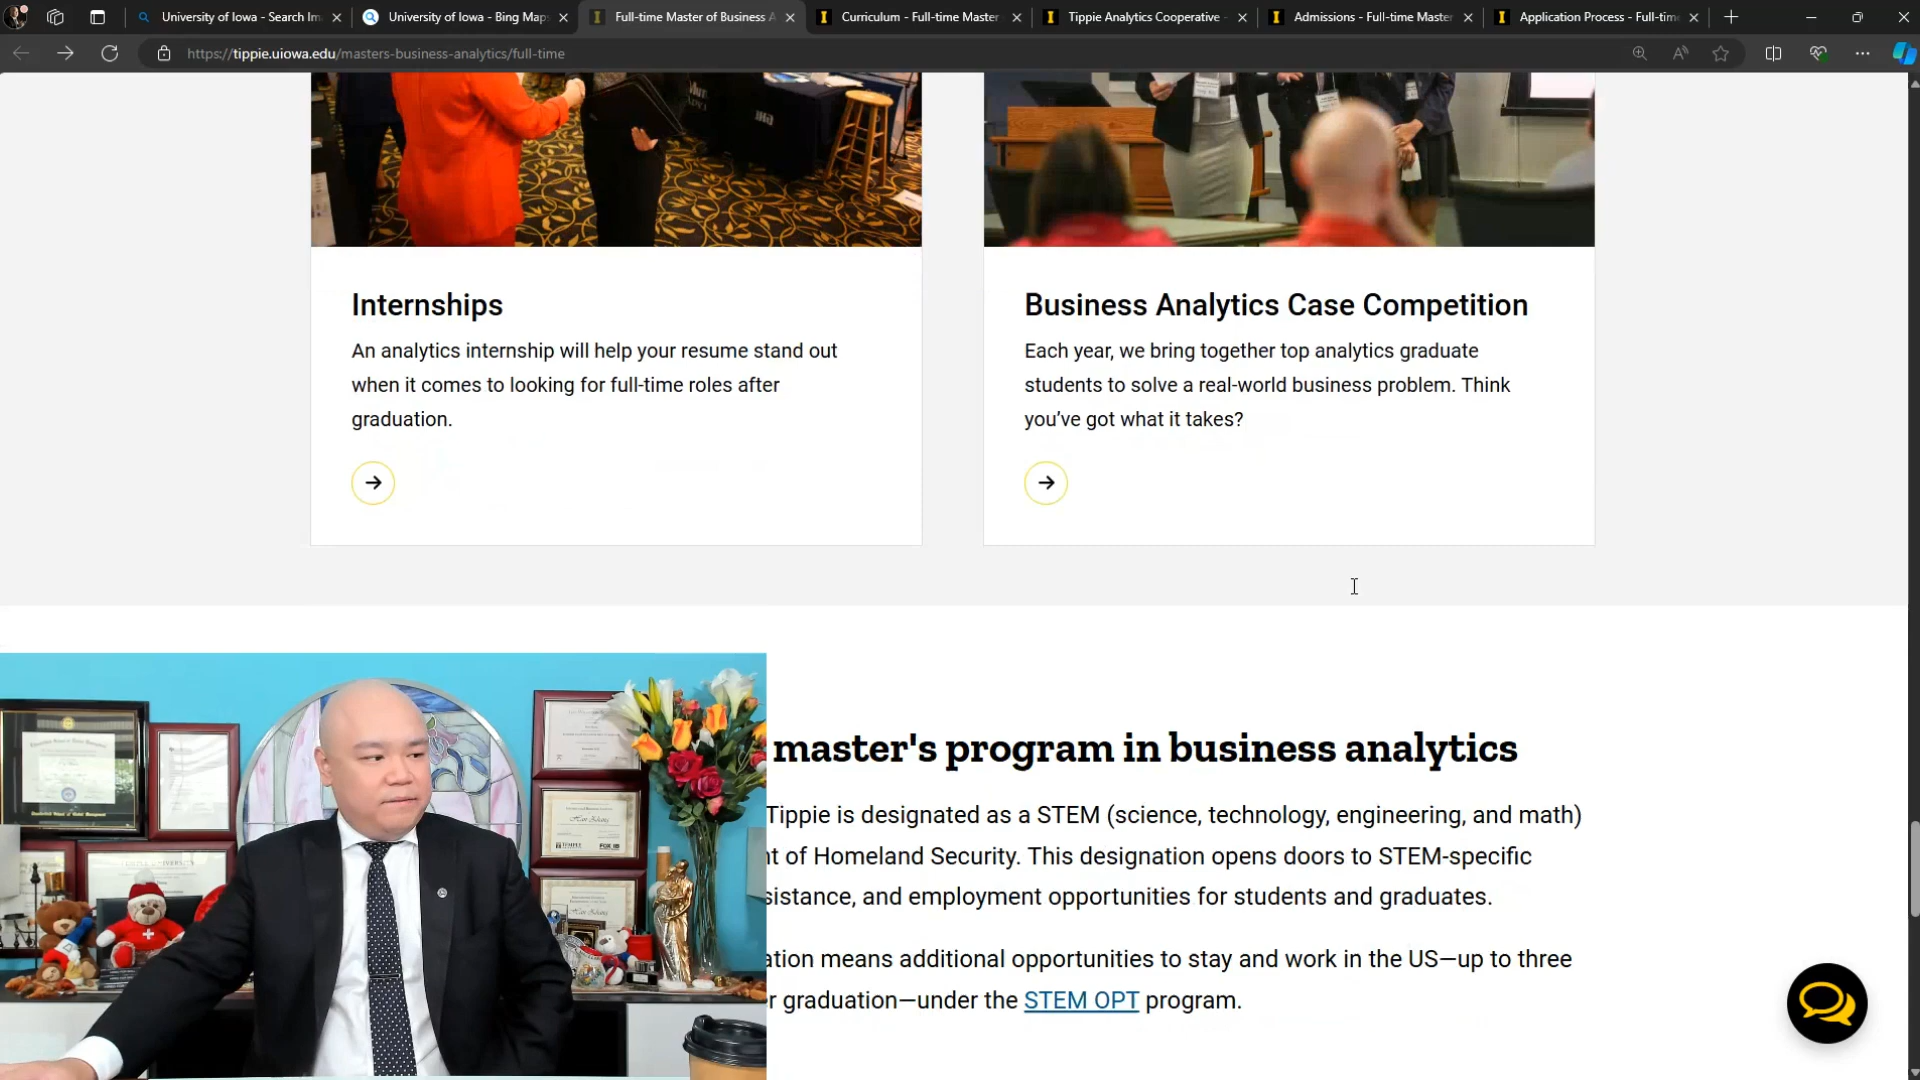 University of Iowa - Search Im
University of Iowa - Bing Maps
Full-time Master of Business A
Curriculum - Full-time Master
Tippie Analytics Cooperative -
Admissions - Full-time Master
Application Process - Full-tim
https://tippie.uiowa.edu/masters-business-analytics/full-time
Internships
An analytics internship will help your resume stand out
when it comes to looking for full-time roles after
graduation.
Business Analytics Case Competition
Each year, we bring together top analytics graduate
students to solve a real-world business problem. Think
you've got what it takes?
master's program in business analytics
Tippie is designated as a STEM (science, technology, engineering, and math)
t of Homeland Security. This designation opens doors to STEM-specific
sistance, and employment opportunities for students and graduates.
ation means additional opportunities to stay and work in the US—up to three
r graduation—under the STEM OPT program.